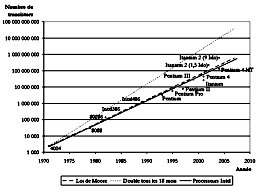 Nombre de
transistors
100 000 000 000
10 000 000 000
1 000 000 000
100 000 000
10 000 000
1 000 000
100 000
10 000
1 000
Itanium 2 (9 Mo)
Itanium 2 (1,5 Mo)
Pentium 4 HT
Pentium III
Pentium 4
Itanium
Pentium II
Pentium Pro
Pentium
Intel486
Intel386
80286
8088
4004
1970 1975 1980 1985 1990 1995 2000 2005 2010
Année
Loi de Moore Double tous les 18 mois Processeurs Intel